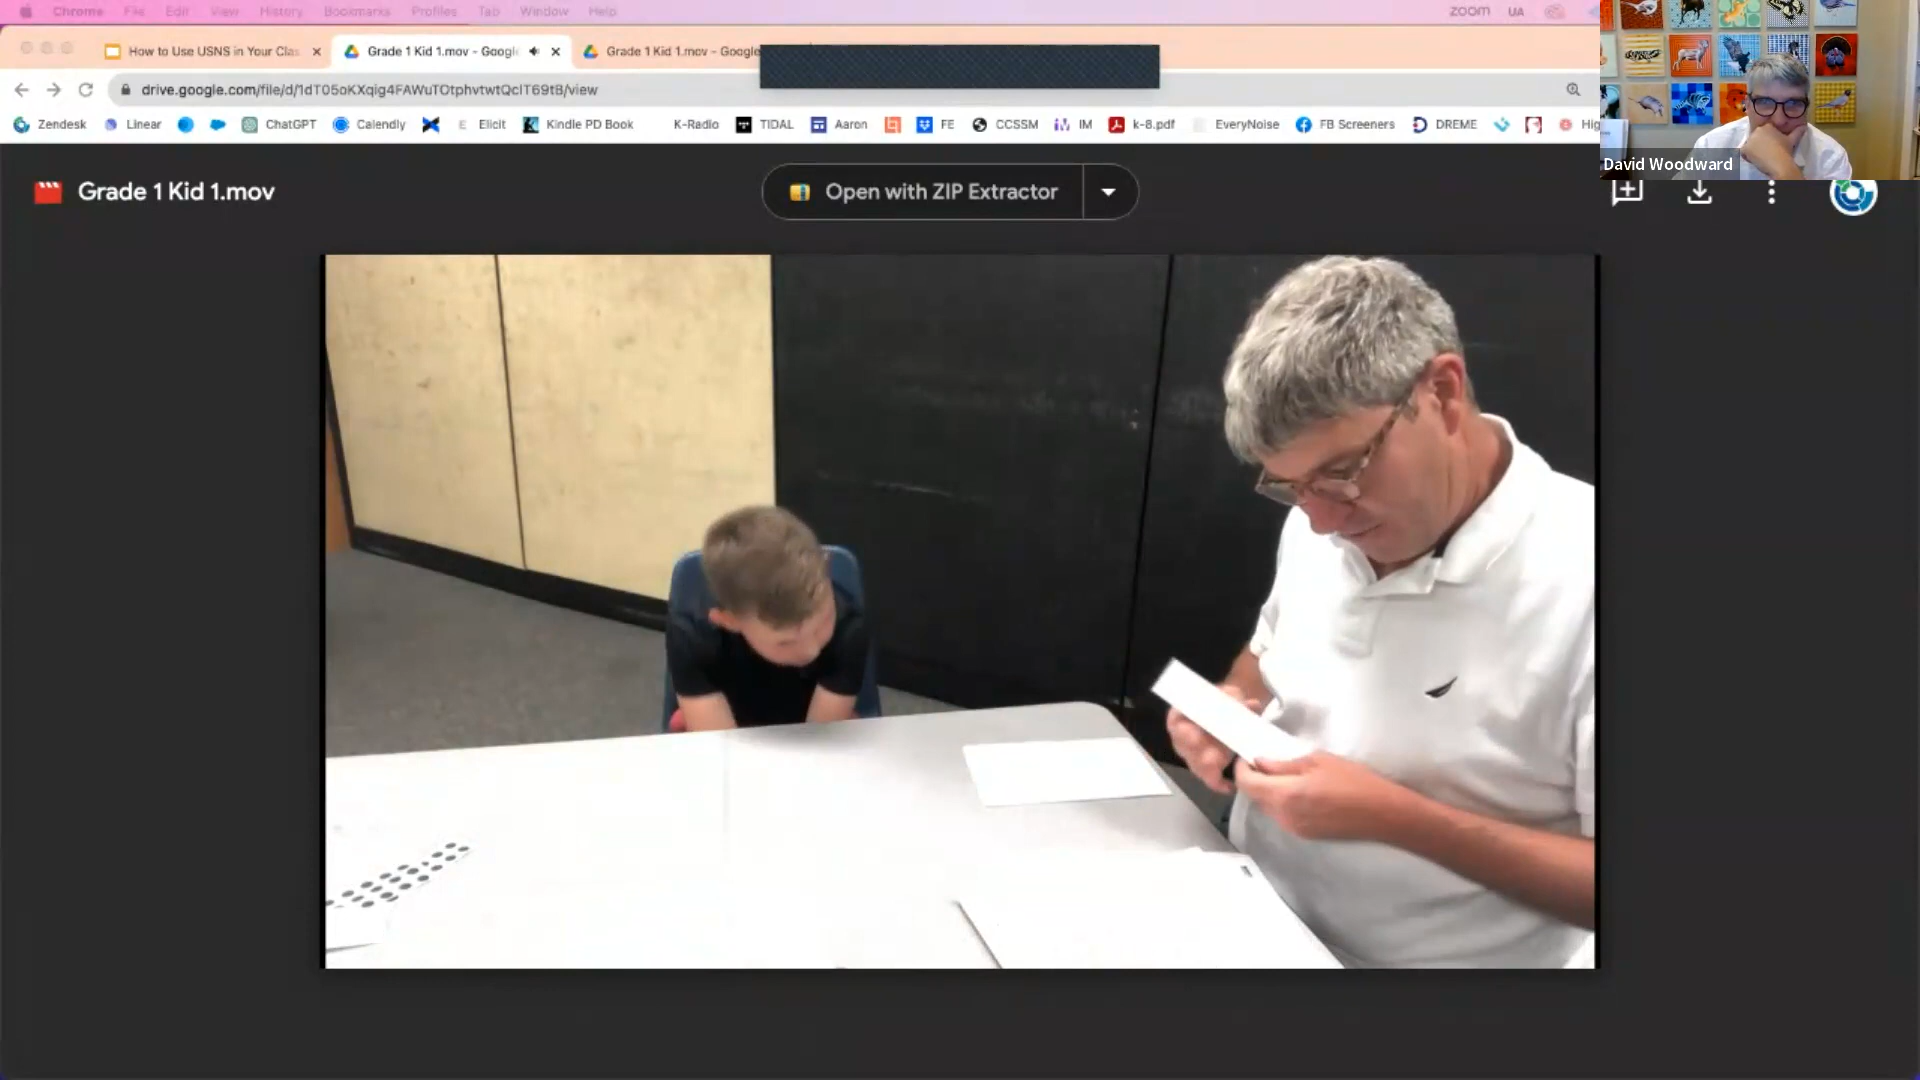 Chrome File Edit View History Bookmarks Profiles Tab Window Help zoom UA
How to Use USNS in Your Clas
Grade 1 Kid 1.mov - Google
Grade 1 Kid 1.mov - Google
drive.google.com/file/d/1dT05oKXqig4FAWuTOtphvtwtQcIT69tB/view
Zendesk Linear ChatGPT Calendly E Elicit Kindle PD Book K-Radio TIDAL Aaron FE CCSSM IM k-8.pdf EveryNoise FB Screeners DREME Hig
David Woodward
Grade 1 Kid 1.mov
Open with ZIP Extractor